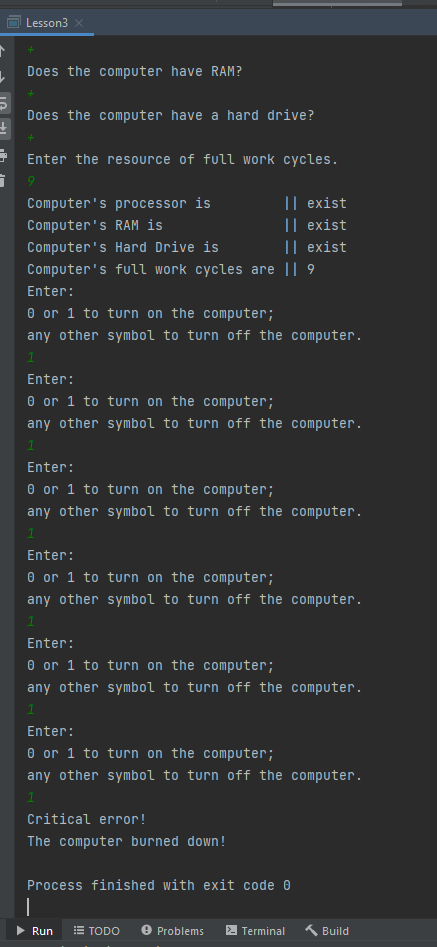 Lesson3
+
Does the computer have RAM?
+
Does the computer have a hard drive?
+
Enter the resource of full work cycles.
9
Computer's processor is         || exist
Computer's RAM is               || exist
Computer's Hard Drive is        || exist
Computer's full work cycles are || 9
Enter:
0 or 1 to turn on the computer;
any other symbol to turn off the computer.
1
Enter:
0 or 1 to turn on the computer;
any other symbol to turn off the computer.
1
Enter:
0 or 1 to turn on the computer;
any other symbol to turn off the computer.
1
Enter:
0 or 1 to turn on the computer;
any other symbol to turn off the computer.
1
Enter:
0 or 1 to turn on the computer;
any other symbol to turn off the computer.
1
Enter:
0 or 1 to turn on the computer;
any other symbol to turn off the computer.
1
Critical error!
The computer burned down!

Process finished with exit code 0
Run TODO Problems Terminal Build